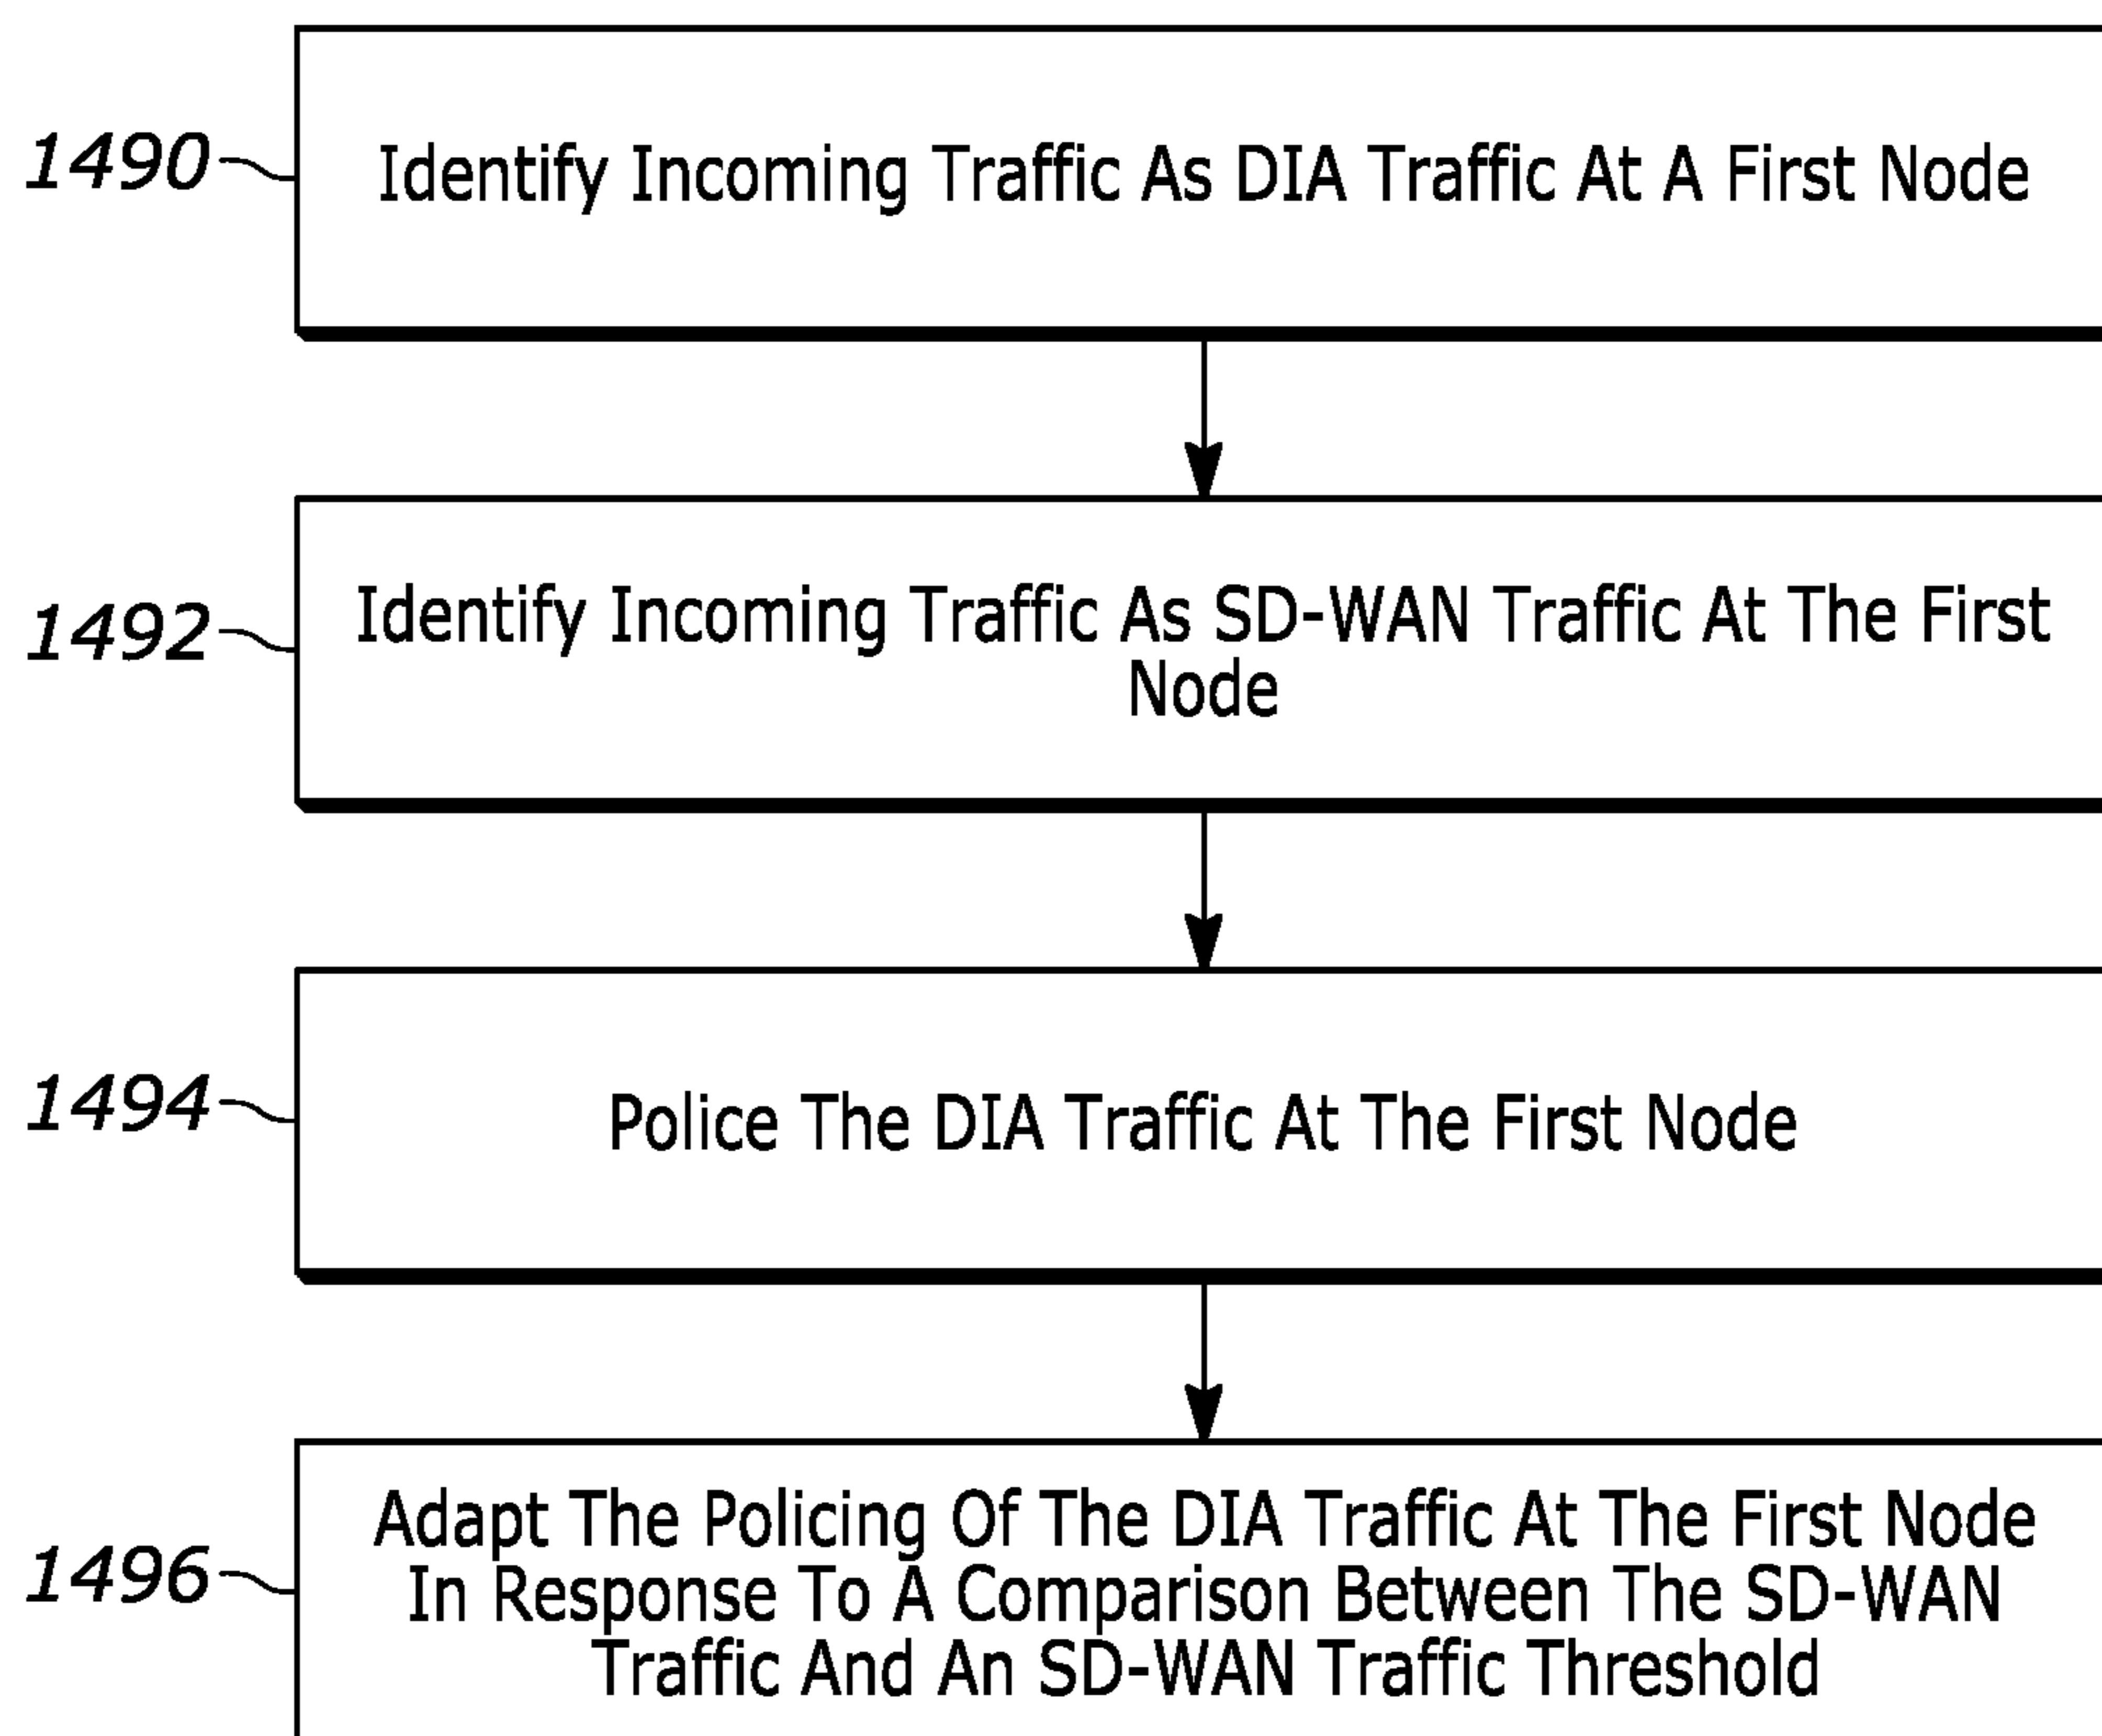 1490
Identify Incoming Traffic As DIA Traffic At A First Node
1492
Identify Incoming Traffic As SD-WAN Traffic At The First
Node
1494
Police The DIA Traffic At The First Node
1496
Adapt The Policing Of The DIA Traffic At The First Node
In Response To A Comparison Between The SD-WAN
Traffic And An SD-WAN Traffic Threshold